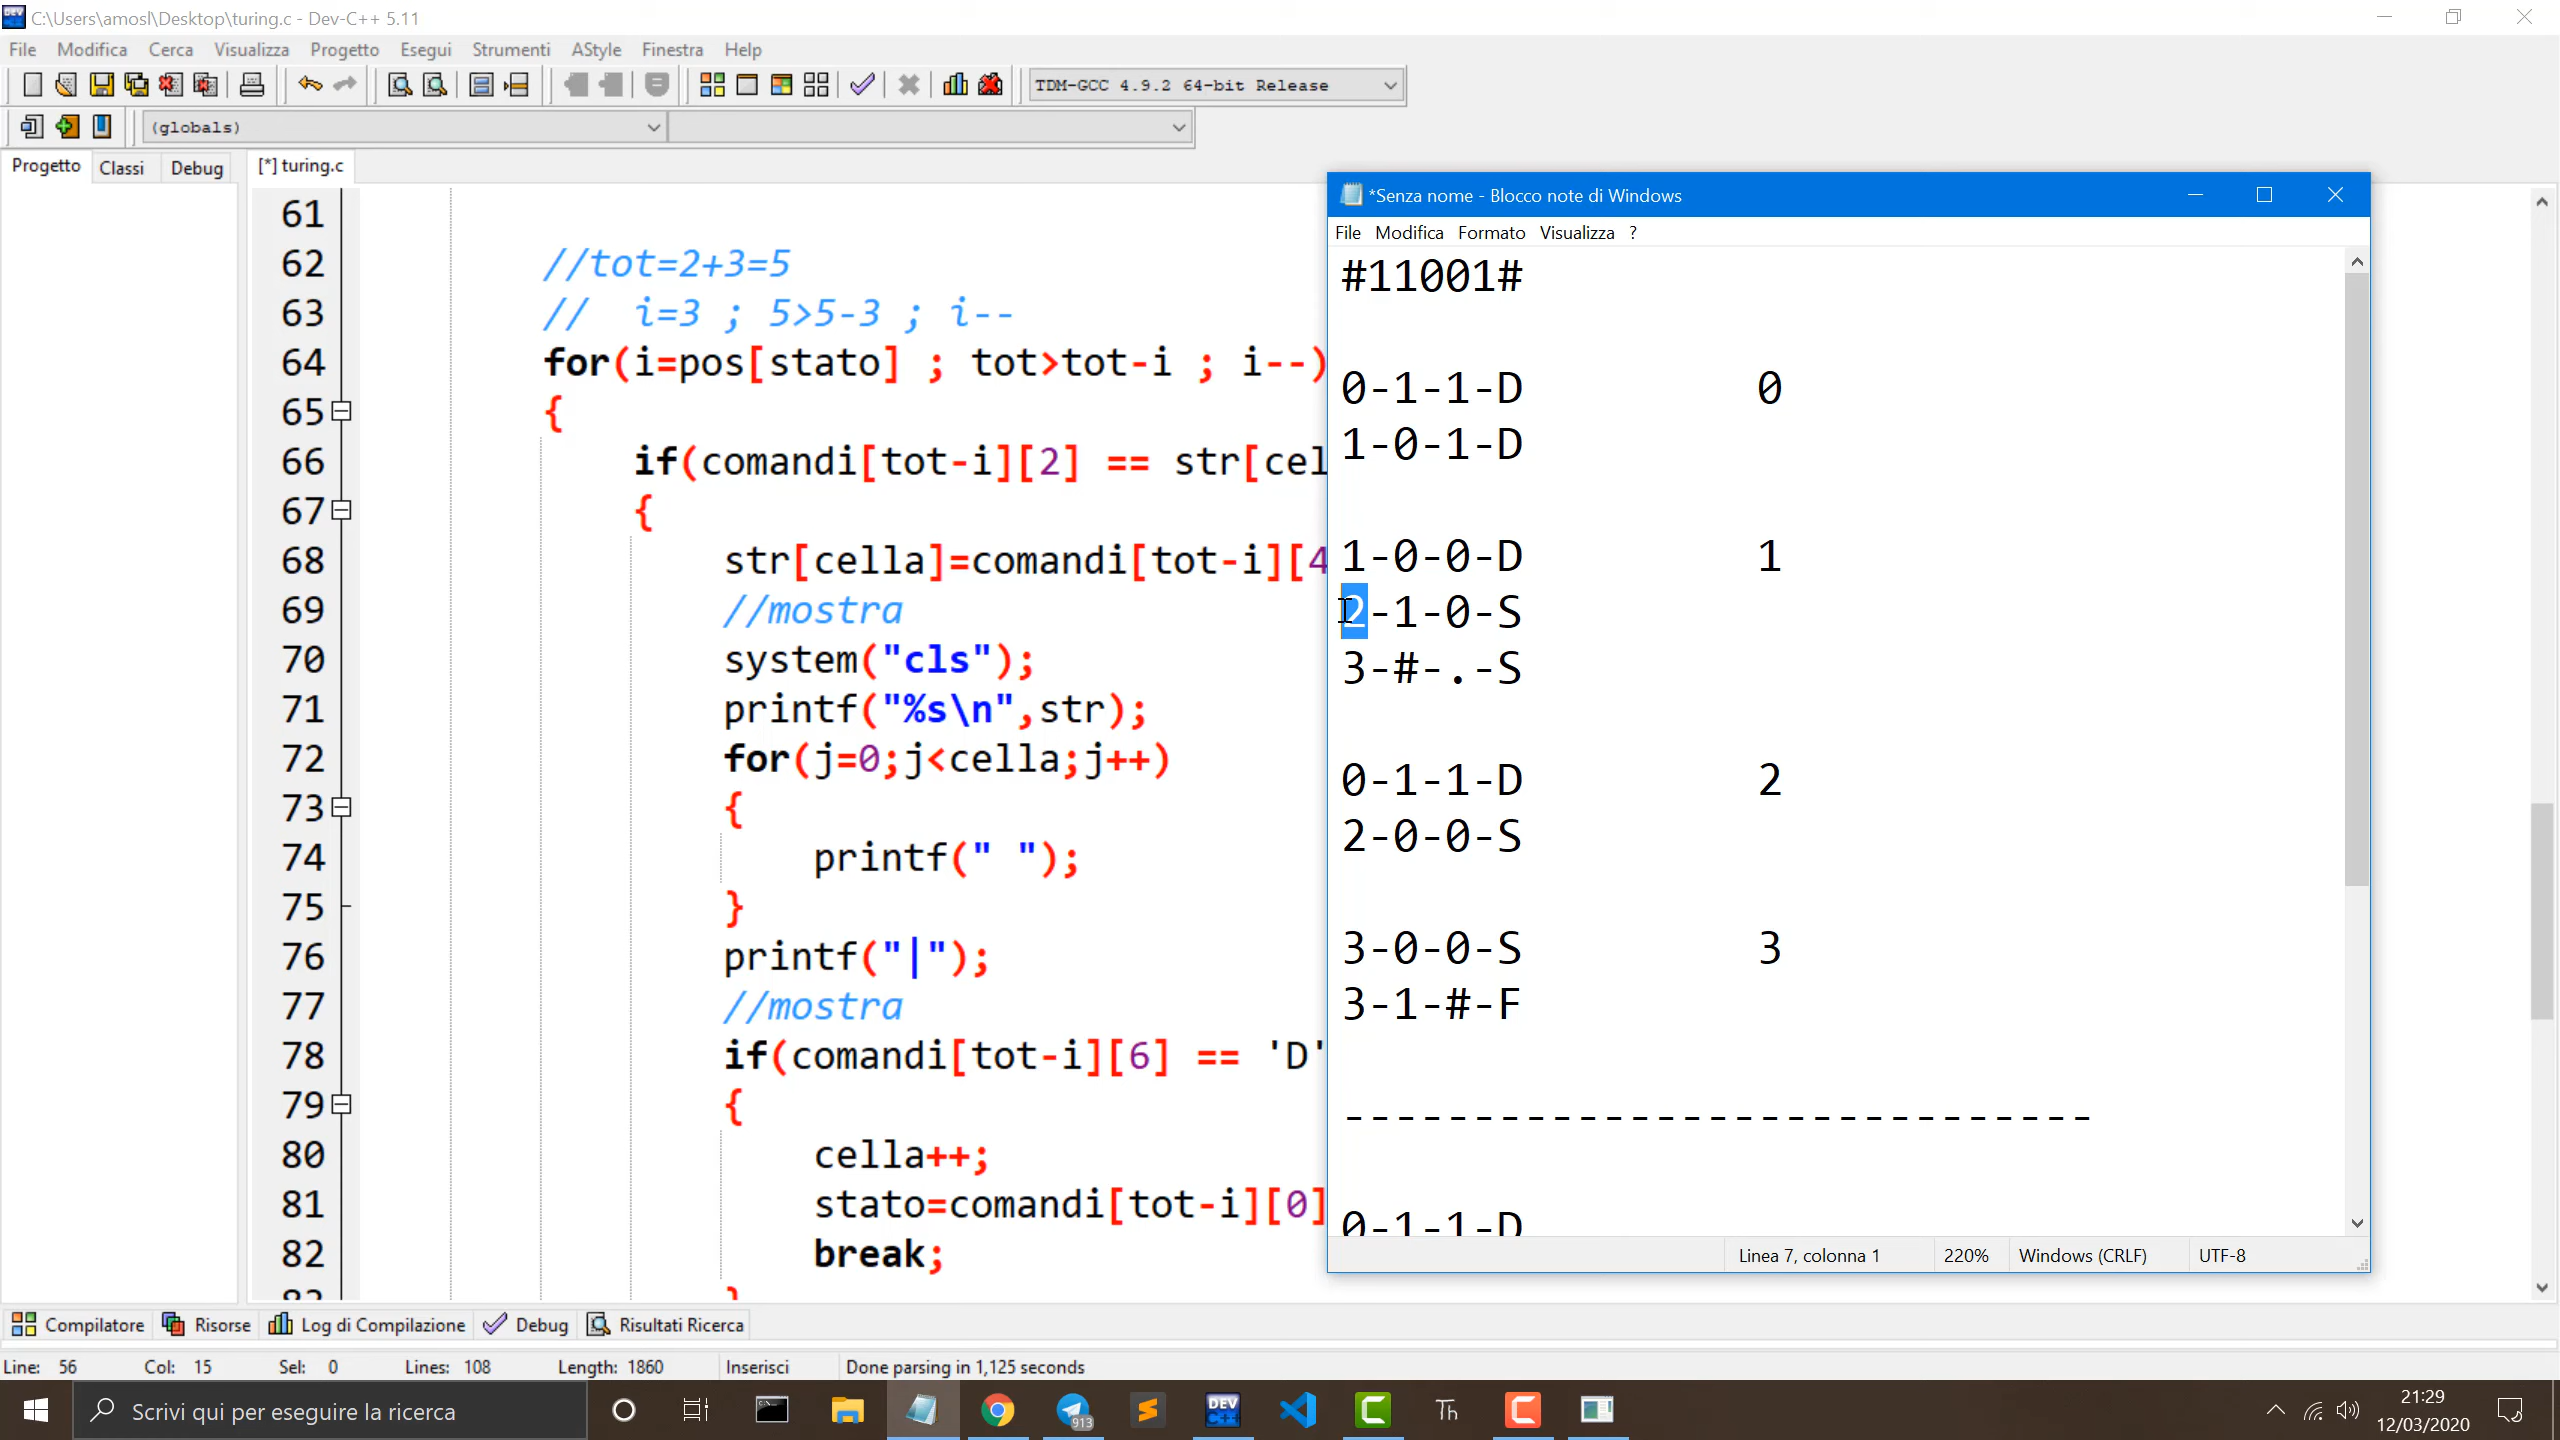 C:\Users\amosl\Desktop\turing.c - Dev-C++ 5.11
File Modifica Cerca Visualizza Progetto Esegui Strumenti AStyle Finestra Help
TDM-GCC 4.9.2 64-bit Release
(globals)
Progetto Classi Debug
[*] turing.c
61
62 //tot=2+3=5
63 // i=3 ; 5>5-3 ; i--
64 for(i=pos[stato] ; tot>tot-i ; i--)
65 {
66 if(comandi[tot-i][2] == str[cel
67 {
68 str[cella]=comandi[tot-i][4
69 //mostra
70 system("cls");
71 printf("%s\n",str);
72 for(j=0;j<cella;j++)
73 {
74 printf(" ");
75 }
76 printf("|");
77 //mostra
78 if(comandi[tot-i][6] == 'D'
79 {
80 cella++;
81 stato=comandi[tot-i][0]
82 break;
83 }
*Senza nome - Blocco note di Windows
File Modifica Formato Visualizza ?
#11001#
0-1-1-D 0
1-0-1-D
1-0-0-D 1
2-1-0-S
3-#-.-S
0-1-1-D 2
2-0-0-S
3-0-0-S 3
3-1-#-F
-----------------------------
0-1-1-D
Linea 7, colonna 1 220% Windows (CRLF) UTF-8
Compilatore Risorse Log di Compilazione Debug Risultati Ricerca
Line: 56 Col: 15 Sel: 0 Lines: 108 Length: 1860 Inserisci Done parsing in 1,125 seconds
Scrivi qui per eseguire la ricerca
913
DEV C++
Th
21:29
12/03/2020